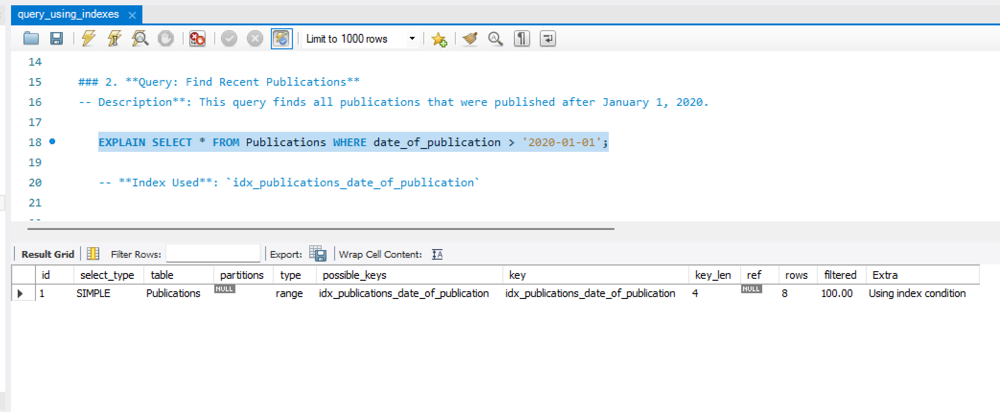 query_using_indexes
Limit to 1000 rows
14
15 ### 2. **Query: Find Recent Publications**
16 -- Description**: This query finds all publications that were published after January 1, 2020.
17
18 EXPLAIN SELECT * FROM Publications WHERE date_of_publication > '2020-01-01';
19
20 -- **Index Used**: `idx_publications_date_of_publication`
21
Result Grid Filter Rows: Export: Wrap Cell Content:
id select_type table partitions type possible_keys key key_len ref rows filtered Extra
1 SIMPLE Publications NULL range idx_publications_date_of_publication idx_publications_date_of_publication 4 NULL 8 100.00 Using index condition